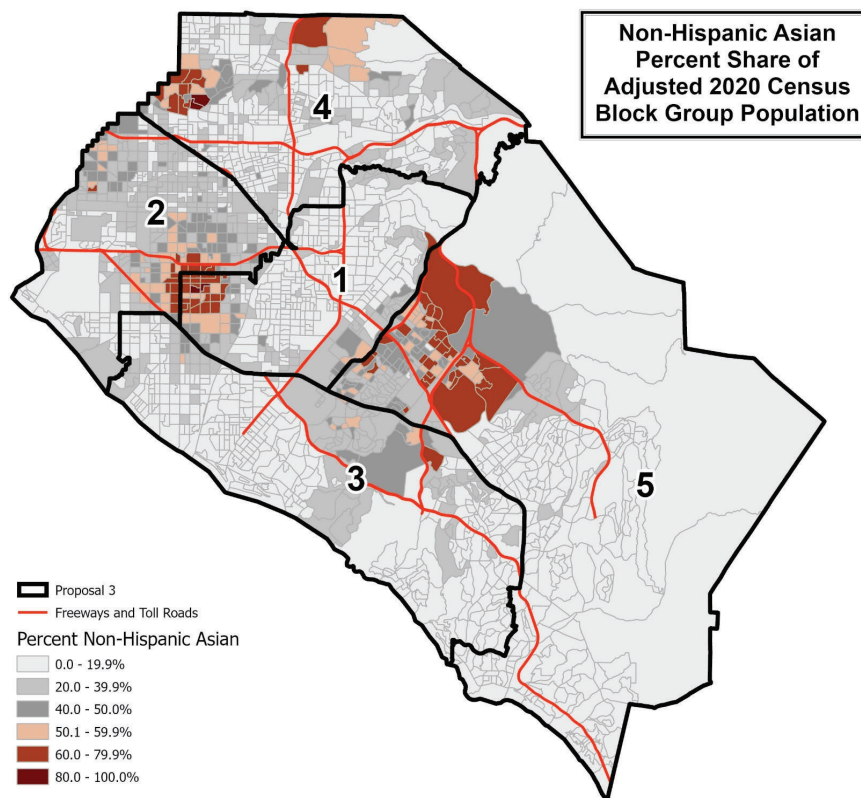 Non-Hispanic Asian
Percent Share of
Adjusted 2020 Census
Block Group Population
4
2
1
3
5
Proposal 3
Freeways and Toll Roads
Percent Non-Hispanic Asian
0.0 - 19.9%
20.0 - 39.9%
40.0 - 50.0%
50.1 - 59.9%
60.0 - 79.9%
80.0 - 100.0%